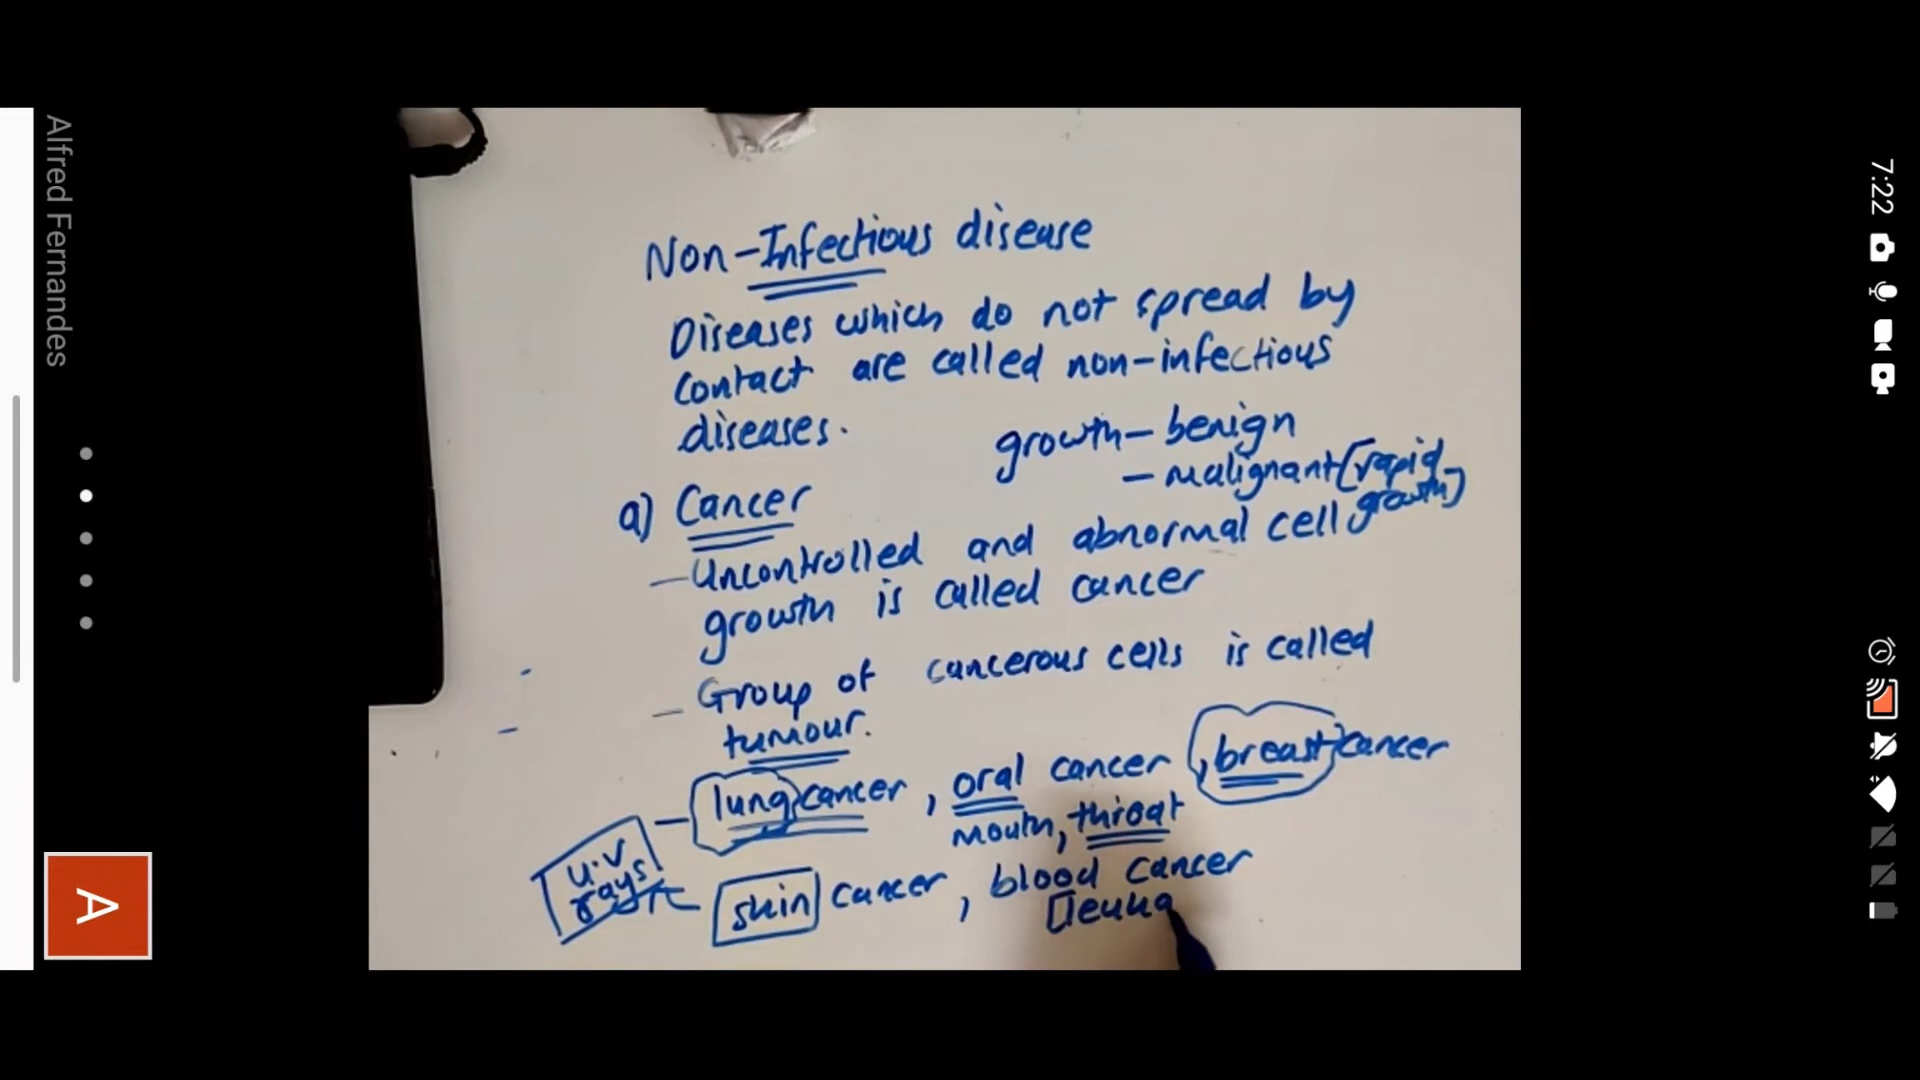 Alfred Fernandes
7:22
Non-Infectious disease
Diseases which do not spread by
contact are called non-infectious
diseases.
growth - benign
- malignant [rapid
growth]
a) Cancer
- Uncontrolled and abnormal cell
growth is called cancer
- Group of cancerous cells is called
tumour.
- lung cancer, oral cancer, breast cancer
mouth, throat
u.v
rays
skin cancer, blood cancer
[leuka
A